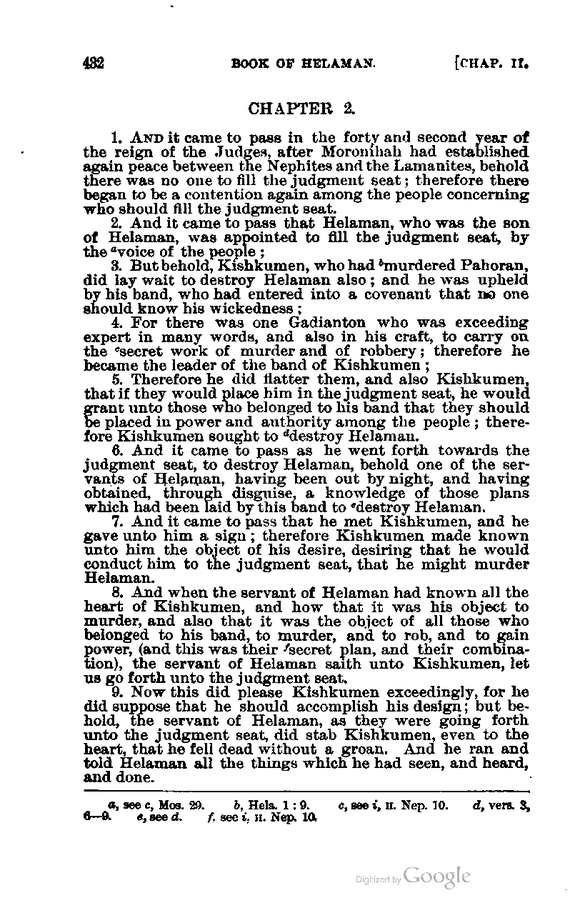 432 BOOK OF HELAMAN. [CHAP. II.
CHAPTER 2.
1. AND it came to pass in the forty and second year of
the reign of the Judges, after Moronihah had established
again peace between the Nephites and the Lamanites, behold
there was no one to fill the judgment seat; therefore there
began to be a contention again among the people concerning
who should fill the judgment seat.
2. And it came to pass that Helaman, who was the son
of Helaman, was appointed to fill the judgment seat, by
the ᵃvoice of the people;
3. But behold, Kishkumen, who had ᵇmurdered Pahoran,
did lay wait to destroy Helaman also; and he was upheld
by his band, who had entered into a covenant that no one
should know his wickedness;
4. For there was one Gadianton who was exceeding
expert in many words, and also in his craft, to carry on
the ᶜsecret work of murder and of robbery; therefore he
became the leader of the band of Kishkumen;
5. Therefore he did flatter them, and also Kishkumen,
that if they would place him in the judgment seat, he would
grant unto those who belonged to his band that they should
be placed in power and authority among the people; there-
fore Kishkumen sought to ᵈdestroy Helaman.
6. And it came to pass as he went forth towards the
judgment seat, to destroy Helaman, behold one of the ser-
vants of Helaman, having been out by night, and having
obtained, through disguise, a knowledge of those plans
which had been laid by this band to ᵉdestroy Helaman.
7. And it came to pass that he met Kishkumen, and he
gave unto him a sign; therefore Kishkumen made known
unto him the object of his desire, desiring that he would
conduct him to the judgment seat, that he might murder
Helaman.
8. And when the servant of Helaman had known all the
heart of Kishkumen, and how that it was his object to
murder, and also that it was the object of all those who
belonged to his band, to murder, and to rob, and to gain
power, (and this was their ᶠsecret plan, and their combina-
tion), the servant of Helaman saith unto Kishkumen, let
us go forth unto the judgment seat.
9. Now this did please Kishkumen exceedingly, for he
did suppose that he should accomplish his design; but be-
hold, the servant of Helaman, as they were going forth
unto the judgment seat, did stab Kishkumen, even to the
heart, that he fell dead without a groan. And he ran and
told Helaman all the things which he had seen, and heard,
and done.
a, see c, Mos. 29. b, Hela. 1:9. c, see i, II. Nep. 10. d, vers. 3,
6—9. e, see d. f, see i, II. Nep. 10.
Digitized by Google